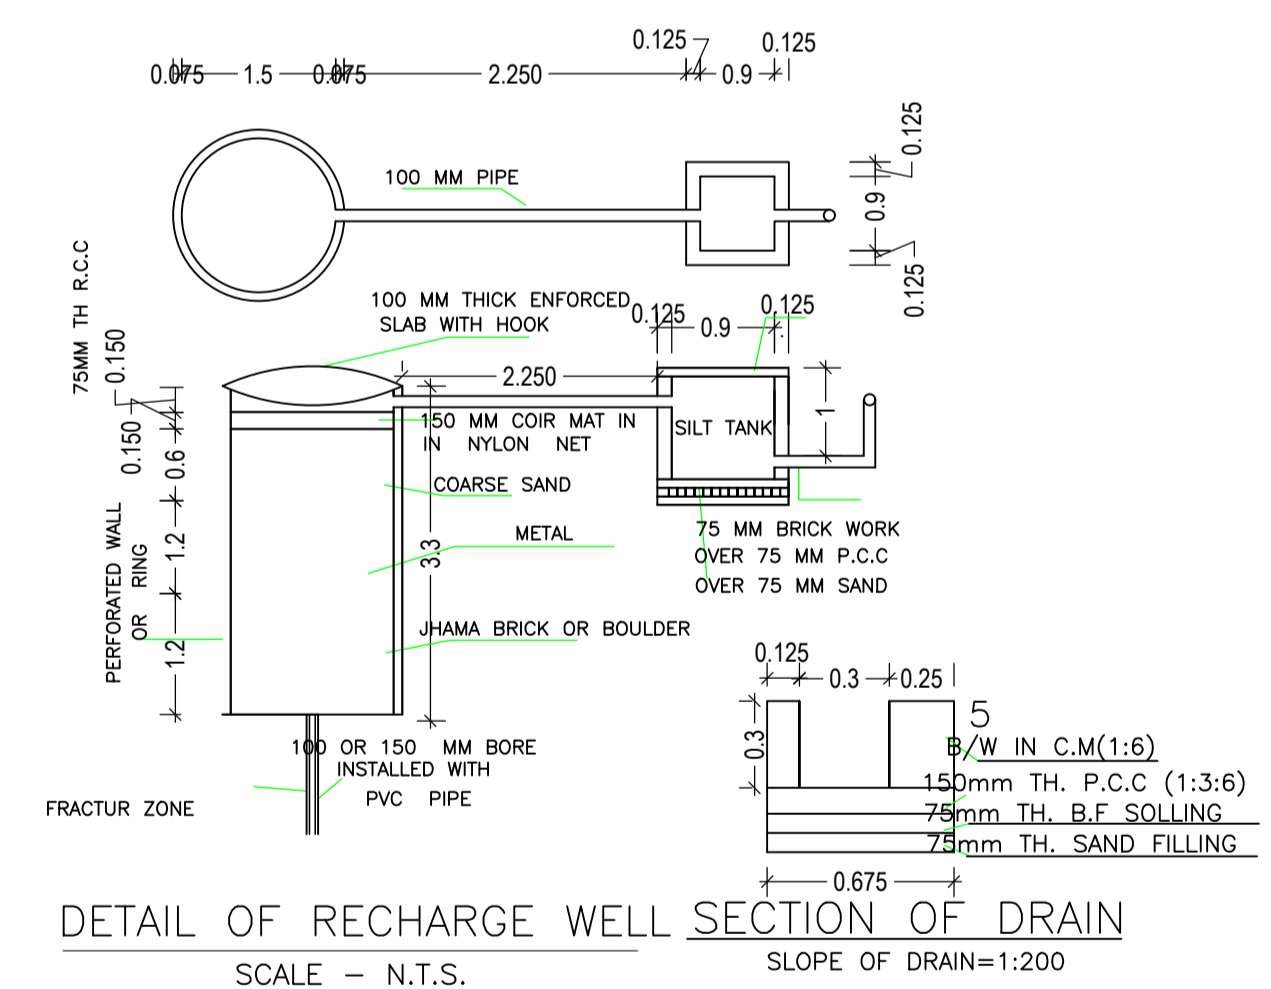 0.125
0.125
0.075
1.5
0.075
2.250
0.9
0.125
0.9
0.125
100 MM PIPE
75MM TH R.C.C
100 MM THICK ENFORCED
SLAB WITH HOOK
0.125
0.9
0.125
0.150
2.250
1
150 MM COIR MAT IN
IN NYLON NET
SILT TANK
0.150
0.6
COARSE SAND
METAL
75 MM BRICK WORK
OVER 75 MM P.C.C
OVER 75 MM SAND
PERFORATED WALL
OR RING
1.2
3.3
JHAMA BRICK OR BOULDER
1.2
100 OR 150 MM BORE
INSTALLED WITH
PVC PIPE
FRACTUR ZONE
0.125
0.3
0.25
5
0.3
B/W IN C.M(1:6)
150mm TH. P.C.C (1:3:6)
75mm TH. B.F SOLLING
75mm TH. SAND FILLING
0.675
DETAIL OF RECHARGE WELL
SCALE - N.T.S.
SECTION OF DRAIN
SLOPE OF DRAIN=1:200